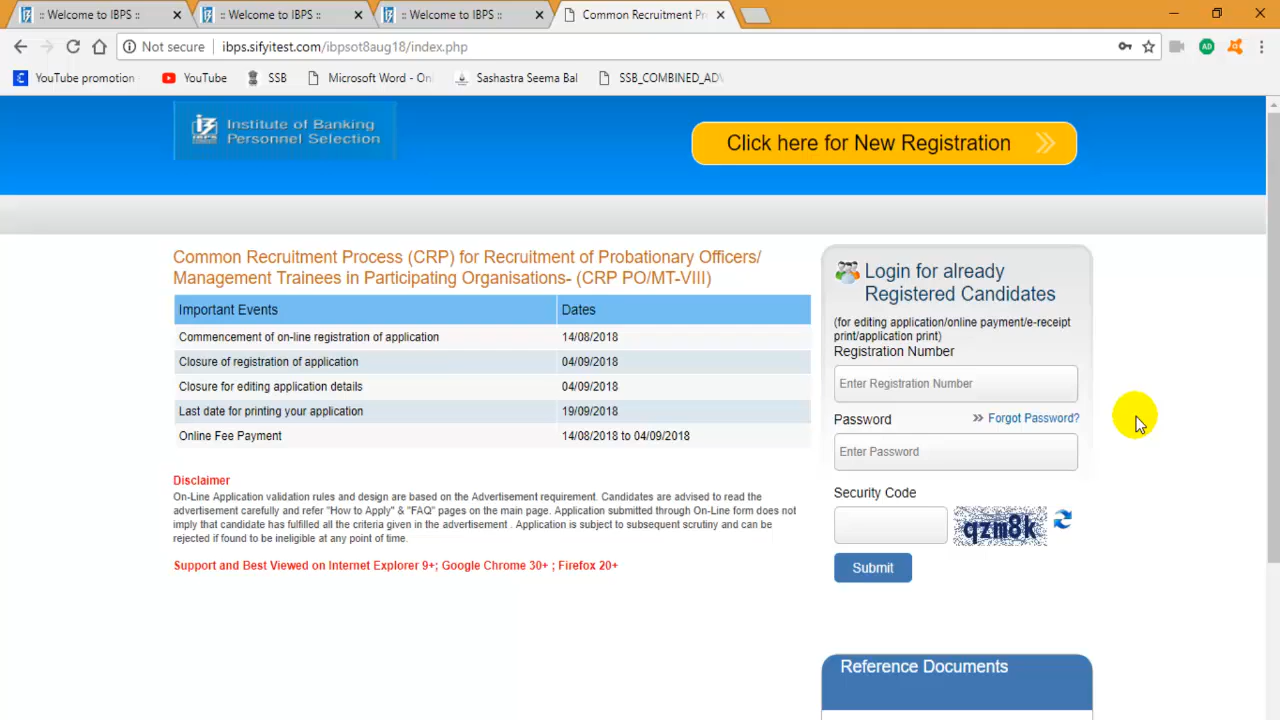 :: Welcome to IBPS ::
:: Welcome to IBPS ::
:: Welcome to IBPS ::
Common Recruitment Pr
Not secure
ibps.sifyitest.com/ibpsot8aug18/index.php
YouTube promotion
YouTube
SSB
Microsoft Word - On
Sashastra Seema Bal
SSB_COMBINED_AD
Institute of Banking
Personnel Selection
Click here for New Registration
Common Recruitment Process (CRP) for Recruitment of Probationary Officers/
Management Trainees in Participating Organisations- (CRP PO/MT-VIII)
Important Events Dates
Commencement of on-line registration of application 14/08/2018
Closure of registration of application 04/09/2018
Closure for editing application details 04/09/2018
Last date for printing your application 19/09/2018
Online Fee Payment 14/08/2018 to 04/09/2018
Disclaimer
On-Line Application validation rules and design are based on the Advertisement requirement. Candidates are advised to read the
advertisement carefully and refer "How to Apply" & "FAQ" pages on the main page. Application submitted through On-Line form does not
imply that candidate has fulfilled all the criteria given in the advertisement . Application is subject to subsequent scrutiny and can be
rejected if found to be ineligible at any point of time.
Support and Best Viewed on Internet Explorer 9+; Google Chrome 30+ ; Firefox 20+
Login for already
Registered Candidates
(for editing application/online payment/e-receipt
print/application print)
Registration Number
Enter Registration Number
Password
>> Forgot Password?
Enter Password
Security Code
qzm8k
Submit
Reference Documents